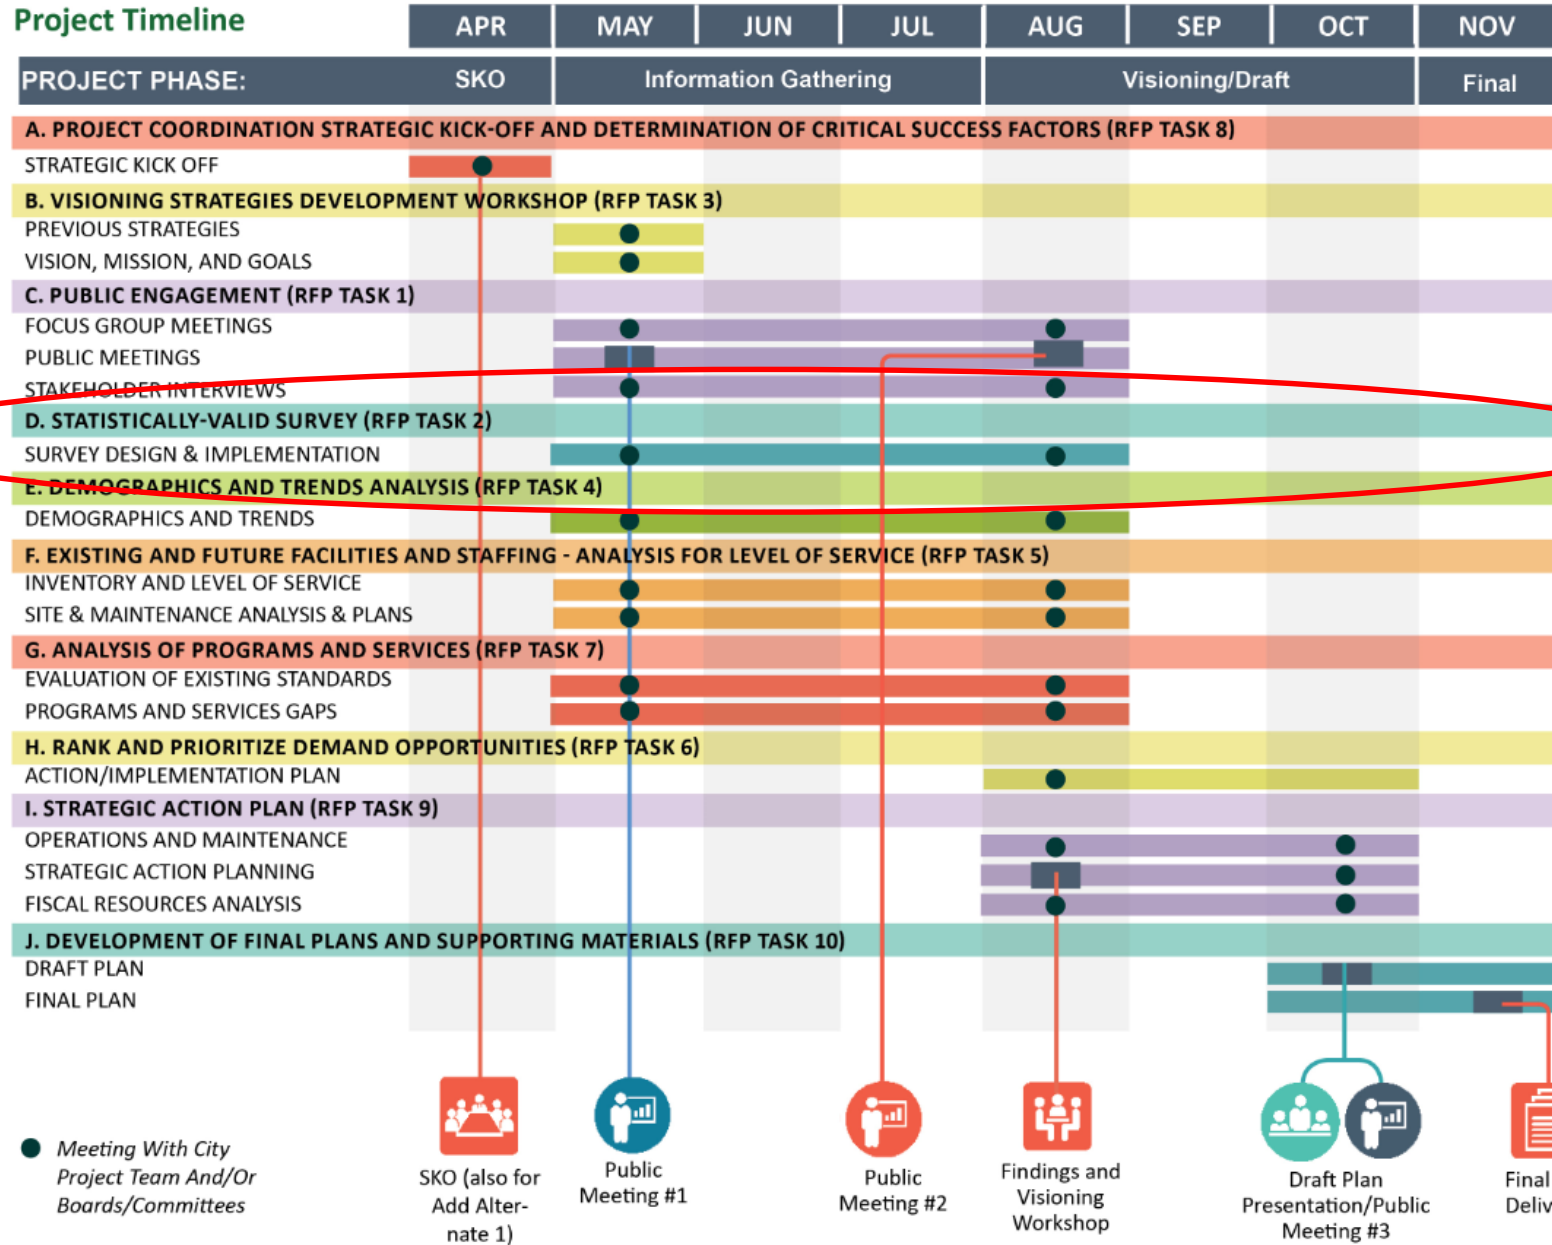 Project Timeline
APR MAY JUN JUL AUG SEP OCT NOV
PROJECT PHASE: SKO Information Gathering Visioning/Draft Final
A. PROJECT COORDINATION STRATEGIC KICK-OFF AND DETERMINATION OF CRITICAL SUCCESS FACTORS (RFP TASK 8)
STRATEGIC KICK OFF
B. VISIONING STRATEGIES DEVELOPMENT WORKSHOP (RFP TASK 3)
PREVIOUS STRATEGIES
VISION, MISSION, AND GOALS
C. PUBLIC ENGAGEMENT (RFP TASK 1)
FOCUS GROUP MEETINGS
PUBLIC MEETINGS
STAKEHOLDER INTERVIEWS
D. STATISTICALLY-VALID SURVEY (RFP TASK 2)
SURVEY DESIGN & IMPLEMENTATION
E. DEMOGRAPHICS AND TRENDS ANALYSIS (RFP TASK 4)
DEMOGRAPHICS AND TRENDS
F. EXISTING AND FUTURE FACILITIES AND STAFFING - ANALYSIS FOR LEVEL OF SERVICE (RFP TASK 5)
INVENTORY AND LEVEL OF SERVICE
SITE & MAINTENANCE ANALYSIS & PLANS
G. ANALYSIS OF PROGRAMS AND SERVICES (RFP TASK 7)
EVALUATION OF EXISTING STANDARDS
PROGRAMS AND SERVICES GAPS
H. RANK AND PRIORITIZE DEMAND OPPORTUNITIES (RFP TASK 6)
ACTION/IMPLEMENTATION PLAN
I. STRATEGIC ACTION PLAN (RFP TASK 9)
OPERATIONS AND MAINTENANCE
STRATEGIC ACTION PLANNING
FISCAL RESOURCES ANALYSIS
J. DEVELOPMENT OF FINAL PLANS AND SUPPORTING MATERIALS (RFP TASK 10)
DRAFT PLAN
FINAL PLAN
Meeting With City
Project Team And/Or
Boards/Committees
SKO (also for
Add Alter-
nate 1)
Public
Meeting #1
Public
Meeting #2
Findings and
Visioning
Workshop
Draft Plan
Presentation/Public
Meeting #3
Final
Deliv